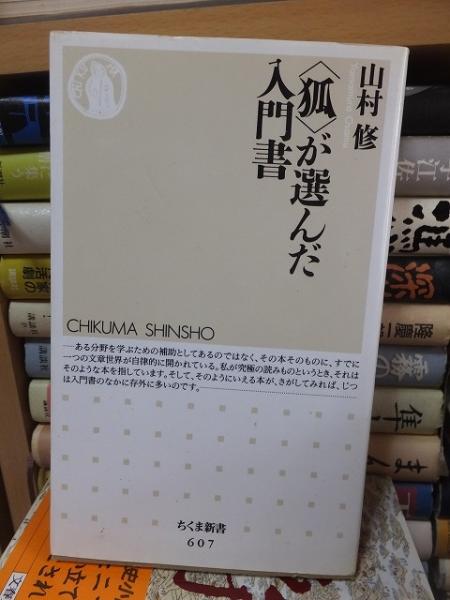 山村 修
Yamamura Osamu
〈狐〉が選んだ
入門書
CHIKUMA SHINSHO
―ある分野を学ぶための補助としてあるのではなく、その本そのものに、すでに
一つの文章世界が自律的に開かれている。私が究極の読みものというとき、それは
そのような本を指しています。そして、そのようにいえる本が、さがしてみれば、じつ
は入門書のなかに存外に多いのです。
ちくま新書
607